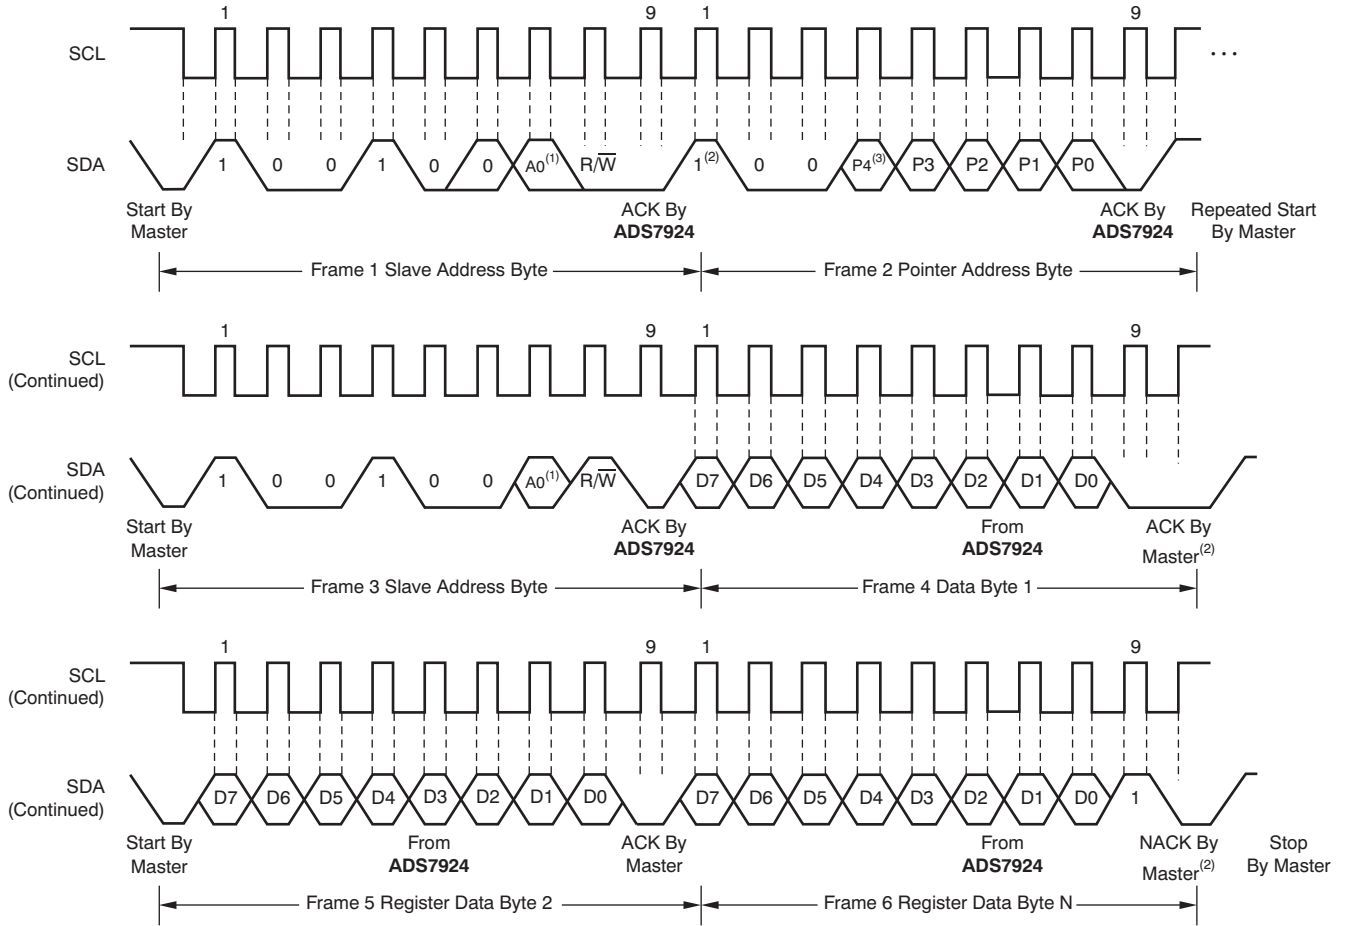 1 9 1 9
SCL
...
SDA
1 0 0 1 0 0 A0(1) R/W 1(2) 0 0 P4(3) P3 P2 P1 P0
Start By
Master
ACK By
ADS7924
ACK By
ADS7924
Repeated Start
By Master
Frame 1 Slave Address Byte
Frame 2 Pointer Address Byte
1 9 1 9
SCL
(Continued)
SDA
(Continued)
1 0 0 1 0 0 A0(1) R/W D7 D6 D5 D4 D3 D2 D1 D0
Start By
Master
ACK By
ADS7924
From
ADS7924
ACK By
Master(2)
Frame 3 Slave Address Byte
Frame 4 Data Byte 1
1 9 1 9
SCL
(Continued)
SDA
(Continued)
D7 D6 D5 D4 D3 D2 D1 D0 D7 D6 D5 D4 D3 D2 D1 D0 1
Start By
Master
From
ADS7924
ACK By
Master
From
ADS7924
NACK By
Master(2)
Stop
By Master
Frame 5 Register Data Byte 2
Frame 6 Register Data Byte N